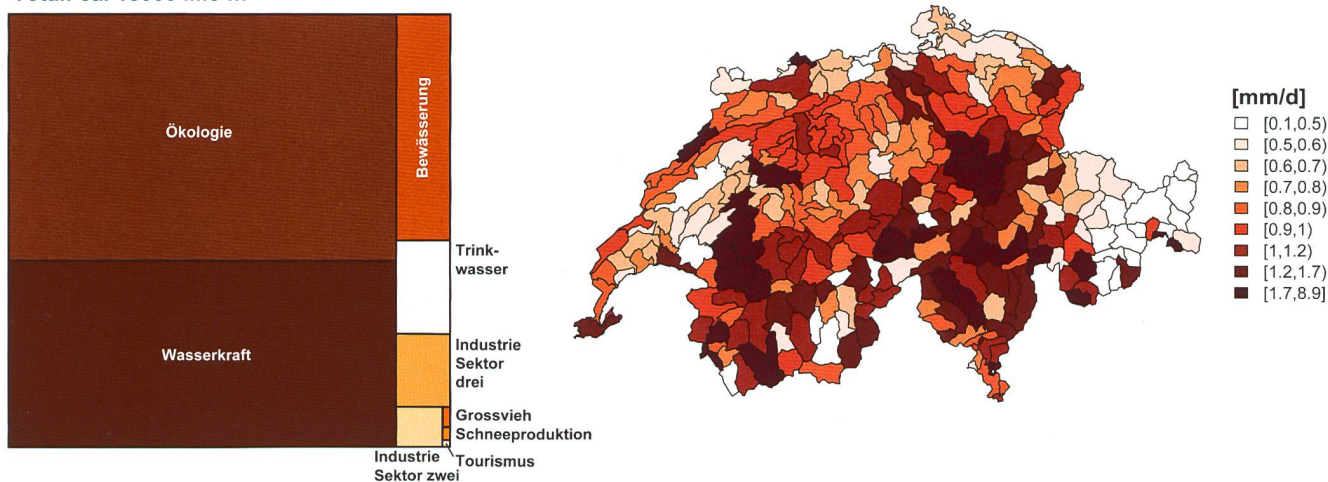 Ökologie
Bewässerung
Wasserkraft
Trink-
wasser
Industrie
Sektor
drei
Grossvieh
Schneeproduktion
Tourismus
Industrie
Sektor zwei
[mm/d]
[0.1,0.5)
[0.5,0.6)
[0.6,0.7)
[0.7,0.8)
[0.8,0.9)
[0.9,1)
[1,1.2)
[1.2,1.7)
[1.7,8.9]